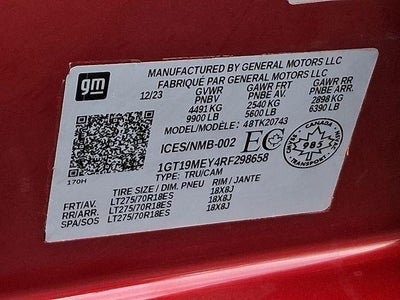 gm
MANUFACTURED BY GENERAL MOTORS LLC
FABRIQUÉ PAR GENERAL MOTORS LLC
12/23 GVWR PNBV 4491 KG 9900 LB
GAWR FRT PNBE AV. 2540 KG 5600 LB
GAWR RR PNBE ARR. 2898 KG 6390 LB
MODEL/MODÈLE: 48TK20743
ICES/NMB-002 EC
CANADA 985
1GT19MEY4RF298658
TYPE: TRU/CAM
170H
TIRE SIZE / DIM. PNEU RIM / JANTE
FRT/AV. LT275/70R18ES 18X8J
RR/ARR. LT275/70R18ES 18X8J
SPA/SOS LT275/70R18ES 18X8J